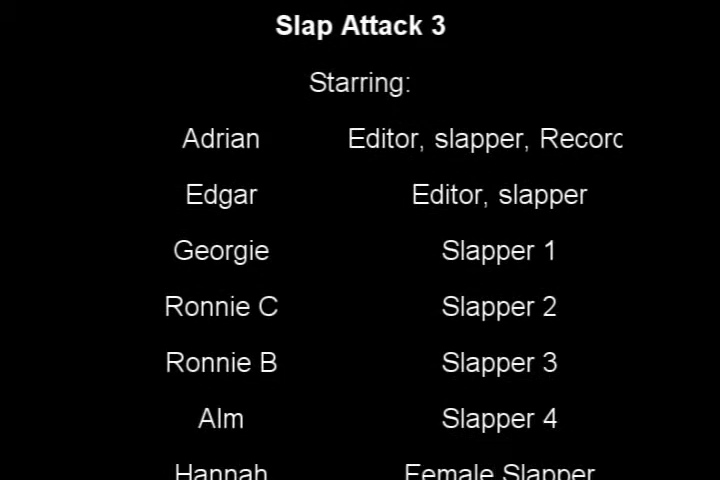 Slap Attack 3
Starring:
Adrian Editor, slapper,
Edgar Editor, slapper
Georgie Slapper 1
Ronnie C Slapper 2
Ronnie B Slapper 3
Alm Slapper 4
Hannah Female Slapper